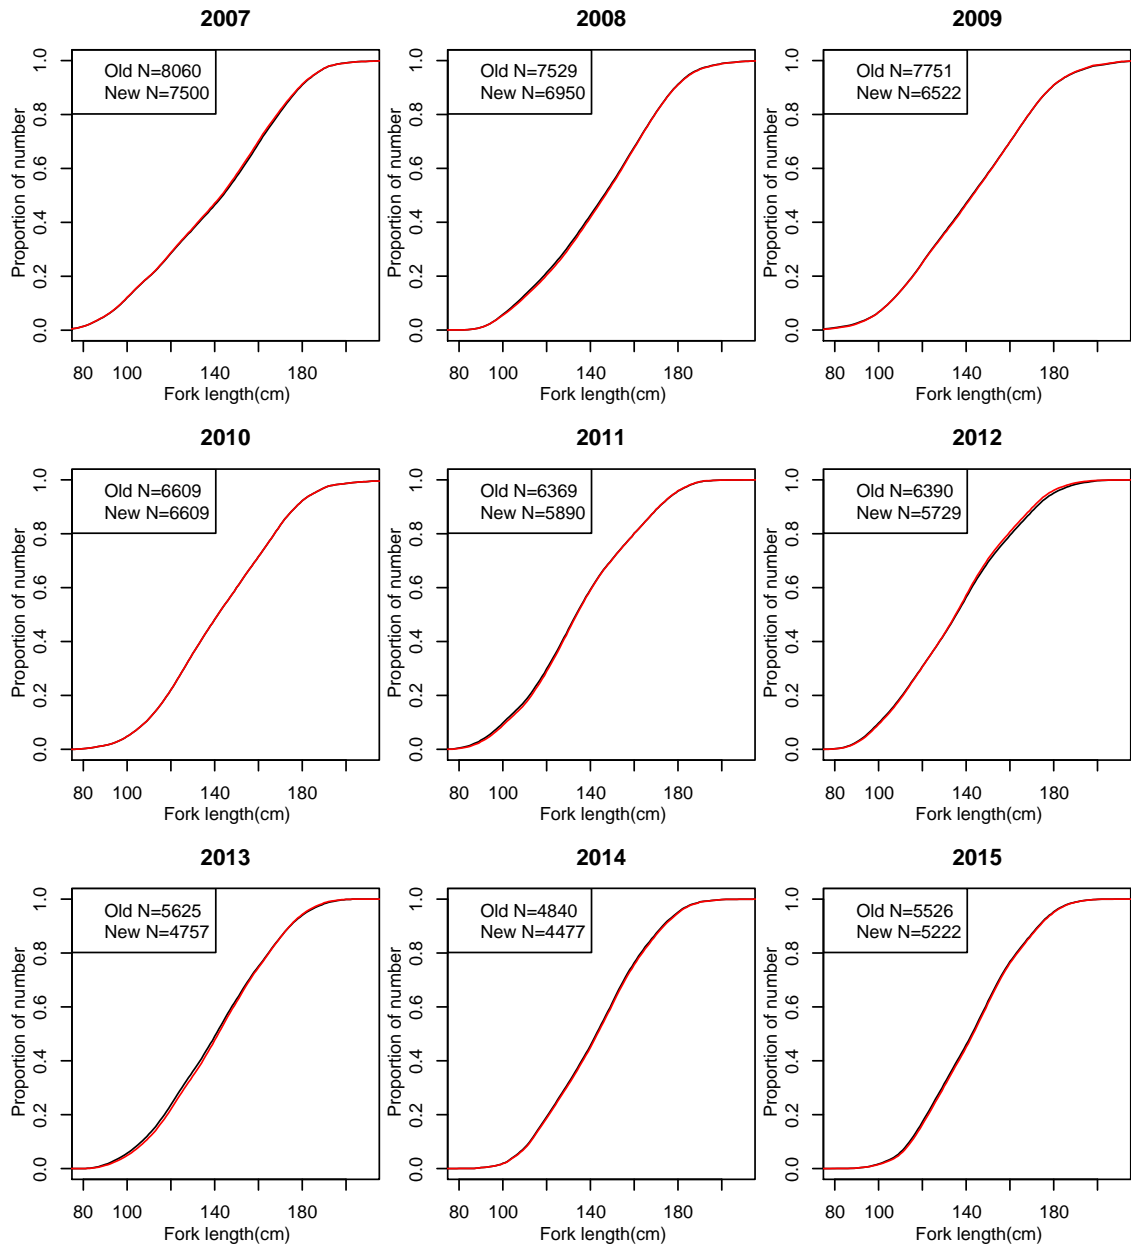 2007
Old N=8060
New N=7500
Proportion of number
0.0 0.2 0.4 0.6 0.8 1.0
80 100 140 180
Fork length(cm)
2008
Old N=7529
New N=6950
Proportion of number
0.0 0.2 0.4 0.6 0.8 1.0
80 100 140 180
Fork length(cm)
2009
Old N=7751
New N=6522
Proportion of number
0.0 0.2 0.4 0.6 0.8 1.0
80 100 140 180
Fork length(cm)
2010
Old N=6609
New N=6609
Proportion of number
0.0 0.2 0.4 0.6 0.8 1.0
80 100 140 180
Fork length(cm)
2011
Old N=6369
New N=5890
Proportion of number
0.0 0.2 0.4 0.6 0.8 1.0
80 100 140 180
Fork length(cm)
2012
Old N=6390
New N=5729
Proportion of number
0.0 0.2 0.4 0.6 0.8 1.0
80 100 140 180
Fork length(cm)
2013
Old N=5625
New N=4757
Proportion of number
0.0 0.2 0.4 0.6 0.8 1.0
80 100 140 180
Fork length(cm)
2014
Old N=4840
New N=4477
Proportion of number
0.0 0.2 0.4 0.6 0.8 1.0
80 100 140 180
Fork length(cm)
2015
Old N=5526
New N=5222
Proportion of number
0.0 0.2 0.4 0.6 0.8 1.0
80 100 140 180
Fork length(cm)